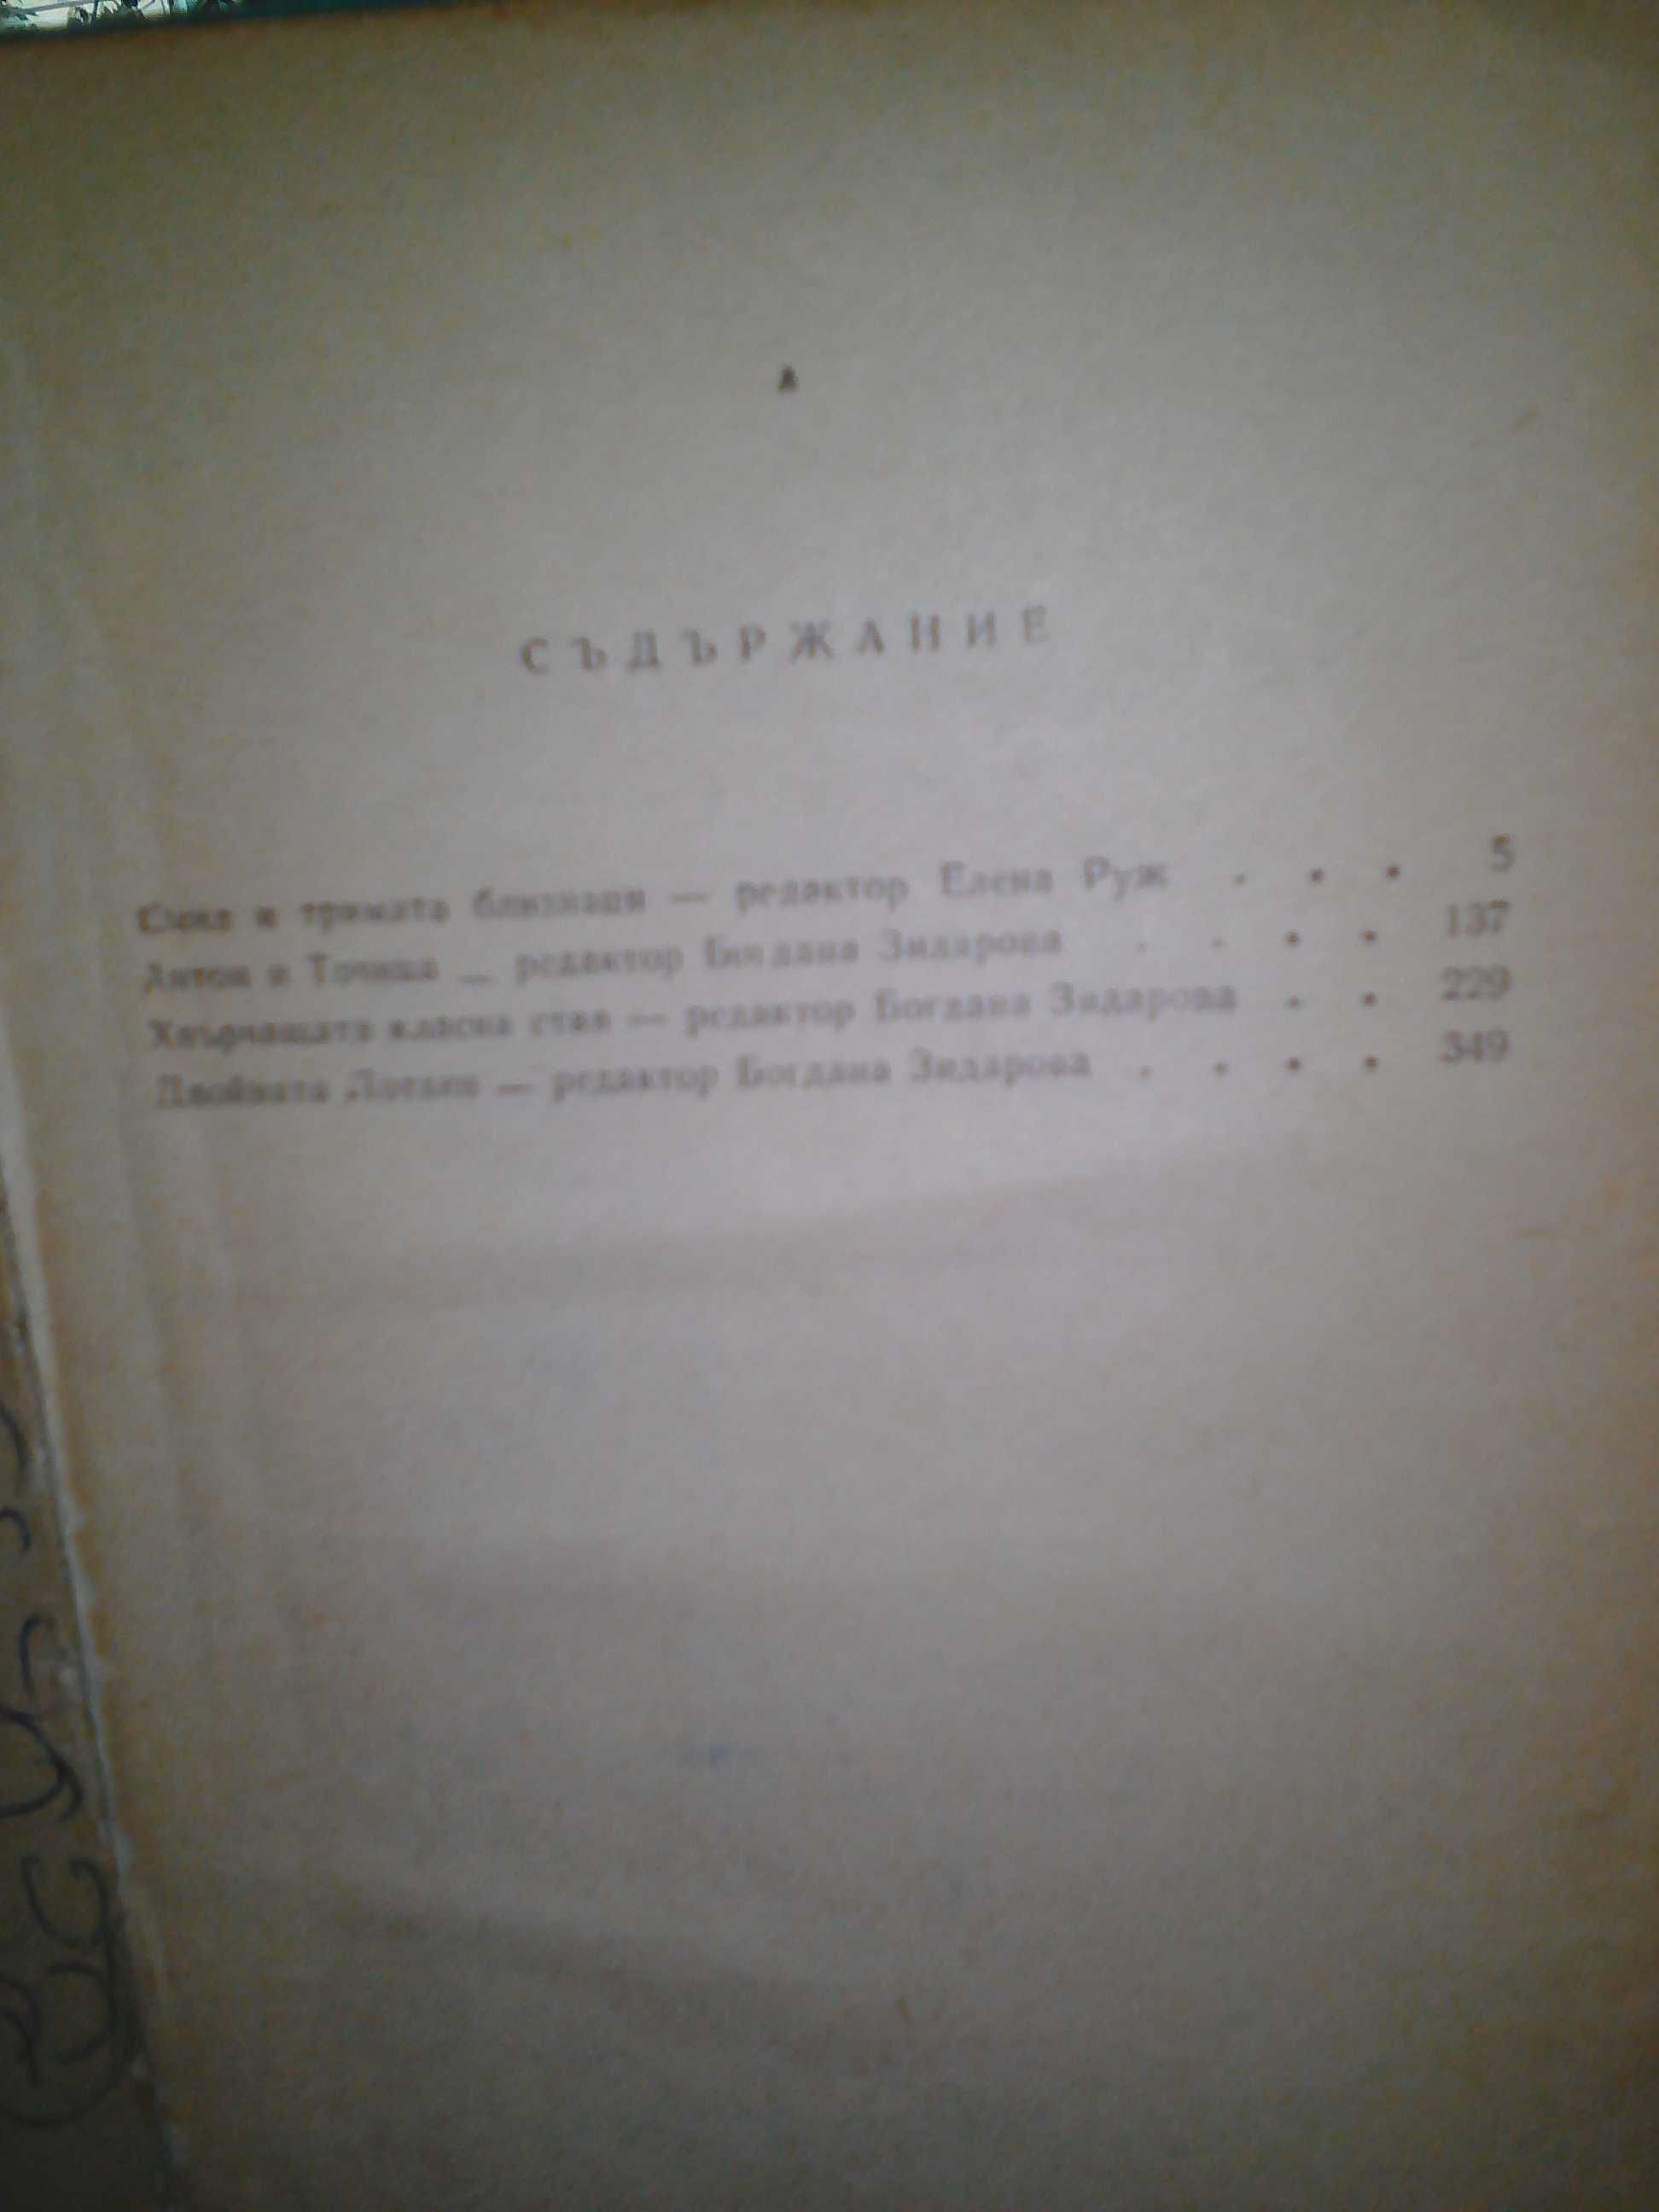 СЪДЪРЖАНИЕ
Емил и тримата близнаци — редактор Елена Руж . . . 5
Антон и Точица — редактор Богдана Зидарова . . . . 137
Хвърчащата класна стая — редактор Богдана Зидарова . . 229
Двойната Лотхен — редактор Богдана Зидарова . . . . 349